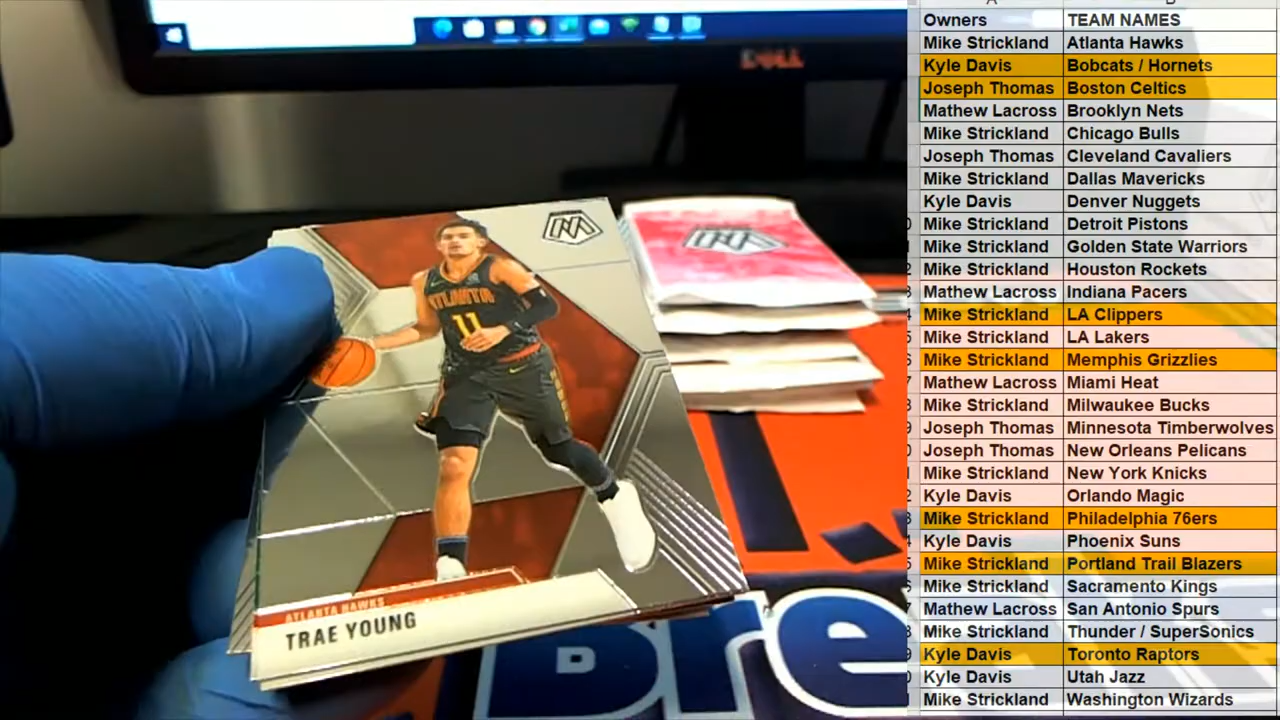 DELL
ATLANTA
11
ATLANTA HAWKS
TRAE YOUNG
Bre
Owners TEAM NAMES
Mike Strickland Atlanta Hawks
Kyle Davis Bobcats / Hornets
Joseph Thomas Boston Celtics
Mathew Lacross Brooklyn Nets
Mike Strickland Chicago Bulls
Joseph Thomas Cleveland Cavaliers
Mike Strickland Dallas Mavericks
Kyle Davis Denver Nuggets
Mike Strickland Detroit Pistons
Mike Strickland Golden State Warriors
Mike Strickland Houston Rockets
Mathew Lacross Indiana Pacers
Mike Strickland LA Clippers
Mike Strickland LA Lakers
Mike Strickland Memphis Grizzlies
Mathew Lacross Miami Heat
Mike Strickland Milwaukee Bucks
Joseph Thomas Minnesota Timberwolves
Joseph Thomas New Orleans Pelicans
Mike Strickland New York Knicks
Kyle Davis Orlando Magic
Mike Strickland Philadelphia 76ers
Kyle Davis Phoenix Suns
Mike Strickland Portland Trail Blazers
Mike Strickland Sacramento Kings
Mathew Lacross San Antonio Spurs
Mike Strickland Thunder / SuperSonics
Kyle Davis Toronto Raptors
Kyle Davis Utah Jazz
Mike Strickland Washington Wizards